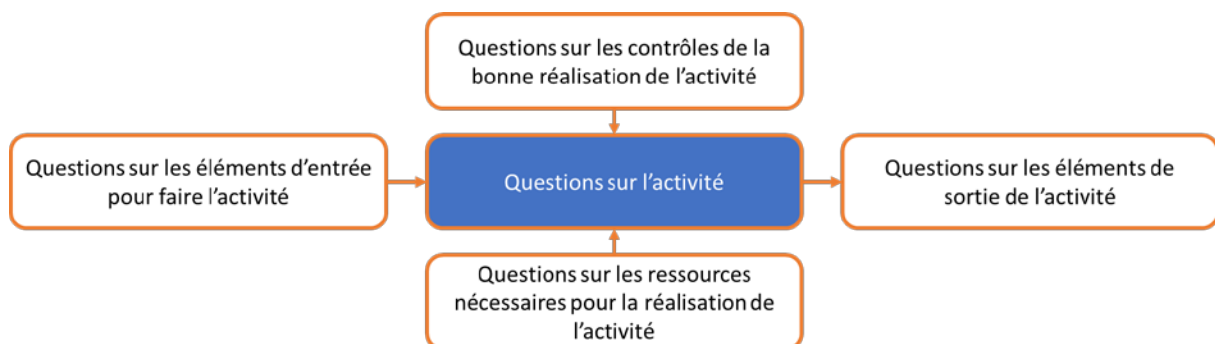 Questions sur les contrôles de la
bonne réalisation de l'activité
Questions sur les éléments d'entrée
pour faire l'activité
Questions sur l'activité
Questions sur les éléments de
sortie de l'activité
Questions sur les ressources
nécessaires pour la réalisation de
l'activité